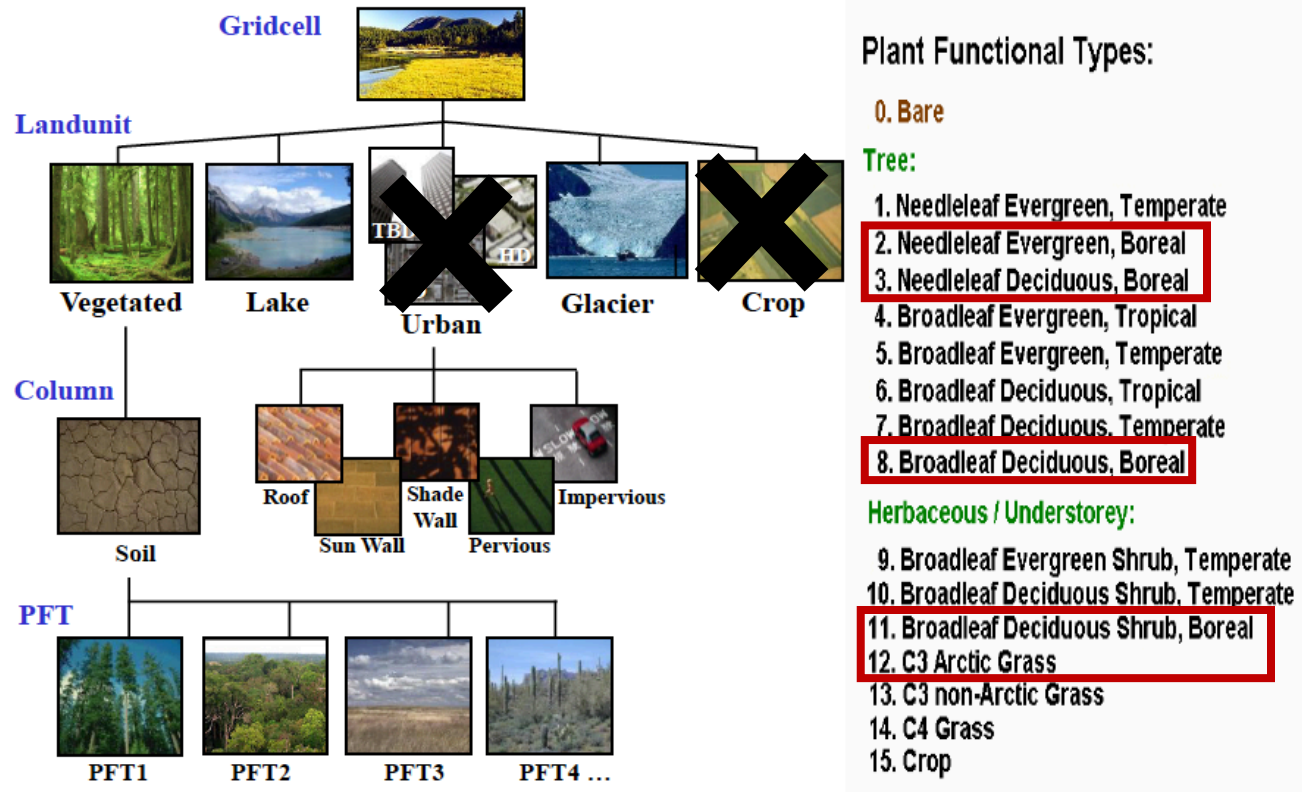 Gridcell
Landunit
TBD
HD
Vegetated
Lake
Urban
Glacier
Crop
Column
SLOW
Roof
Shade
Wall
Impervious
Sun Wall
Pervious
Soil
PFT
PFT1
PFT2
PFT3
PFT4 ...
Plant Functional Types:
0. Bare
Tree:
1. Needleleaf Evergreen, Temperate
2. Needleleaf Evergreen, Boreal
3. Needleleaf Deciduous, Boreal
4. Broadleaf Evergreen, Tropical
5. Broadleaf Evergreen, Temperate
6. Broadleaf Deciduous, Tropical
7. Broadleaf Deciduous, Temperate
8. Broadleaf Deciduous, Boreal
Herbaceous / Understorey:
9. Broadleaf Evergreen Shrub, Temperate
10. Broadleaf Deciduous Shrub, Temperate
11. Broadleaf Deciduous Shrub, Boreal
12. C3 Arctic Grass
13. C3 non-Arctic Grass
14. C4 Grass
15. Crop